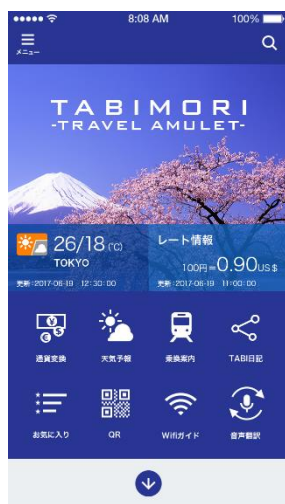 8:08 AM 100%
メニュー
TABIMORI
-TRAVEL AMULET-
26/18 (℃)
TOKYO
更新:2017-06-19 12:30:00
レート情報
100円=0.90US$
更新:2017-06-19 11:00:00
通貨変換 天気予報 乗換案内 TABI日記
お気に入り QR Wifiガイド 音声翻訳